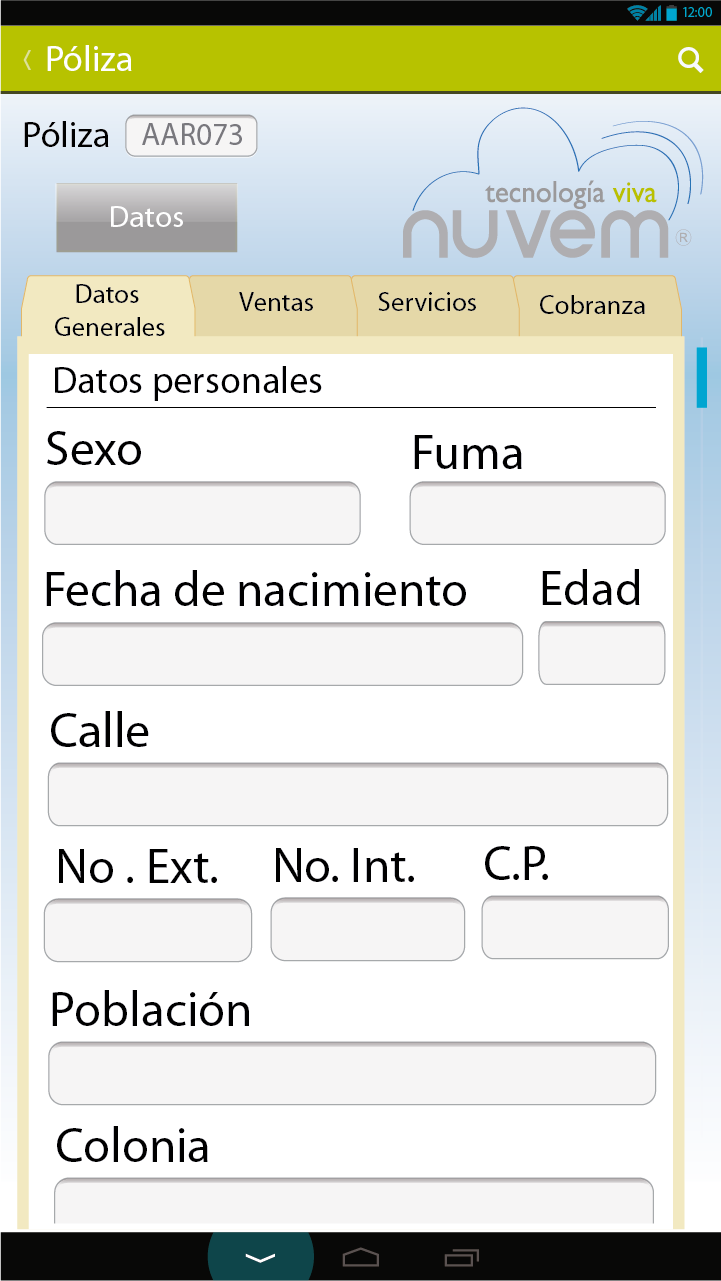 12:00
Póliza
Póliza AAR073
tecnología viva
nuvem®
Datos
Datos Generales
Ventas
Servicios
Cobranza
Datos personales
Sexo Fuma
Fecha de nacimiento Edad
Calle
No . Ext. No. Int. C.P.
Población
Colonia